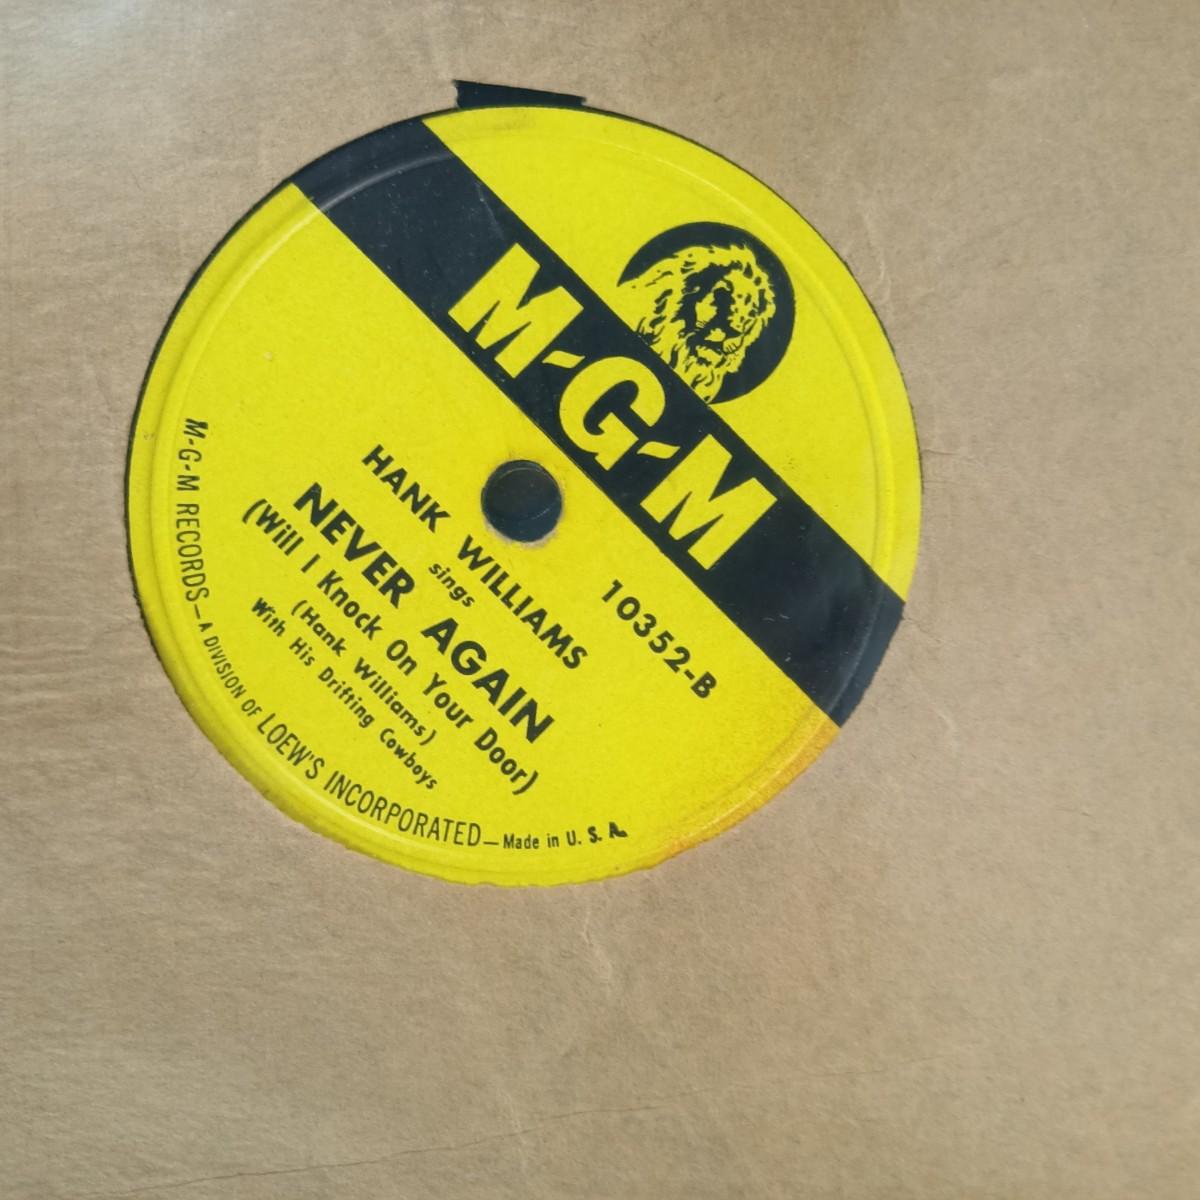 M-G-M
10352-B
HANK WILLIAMS
sings
NEVER AGAIN
(Will I Knock On Your Door)
(Hank Williams)
With His Drifting Cowboys
M-G-M RECORDS—A DIVISION OF LOEW'S INCORPORATED—Made in U. S. A.